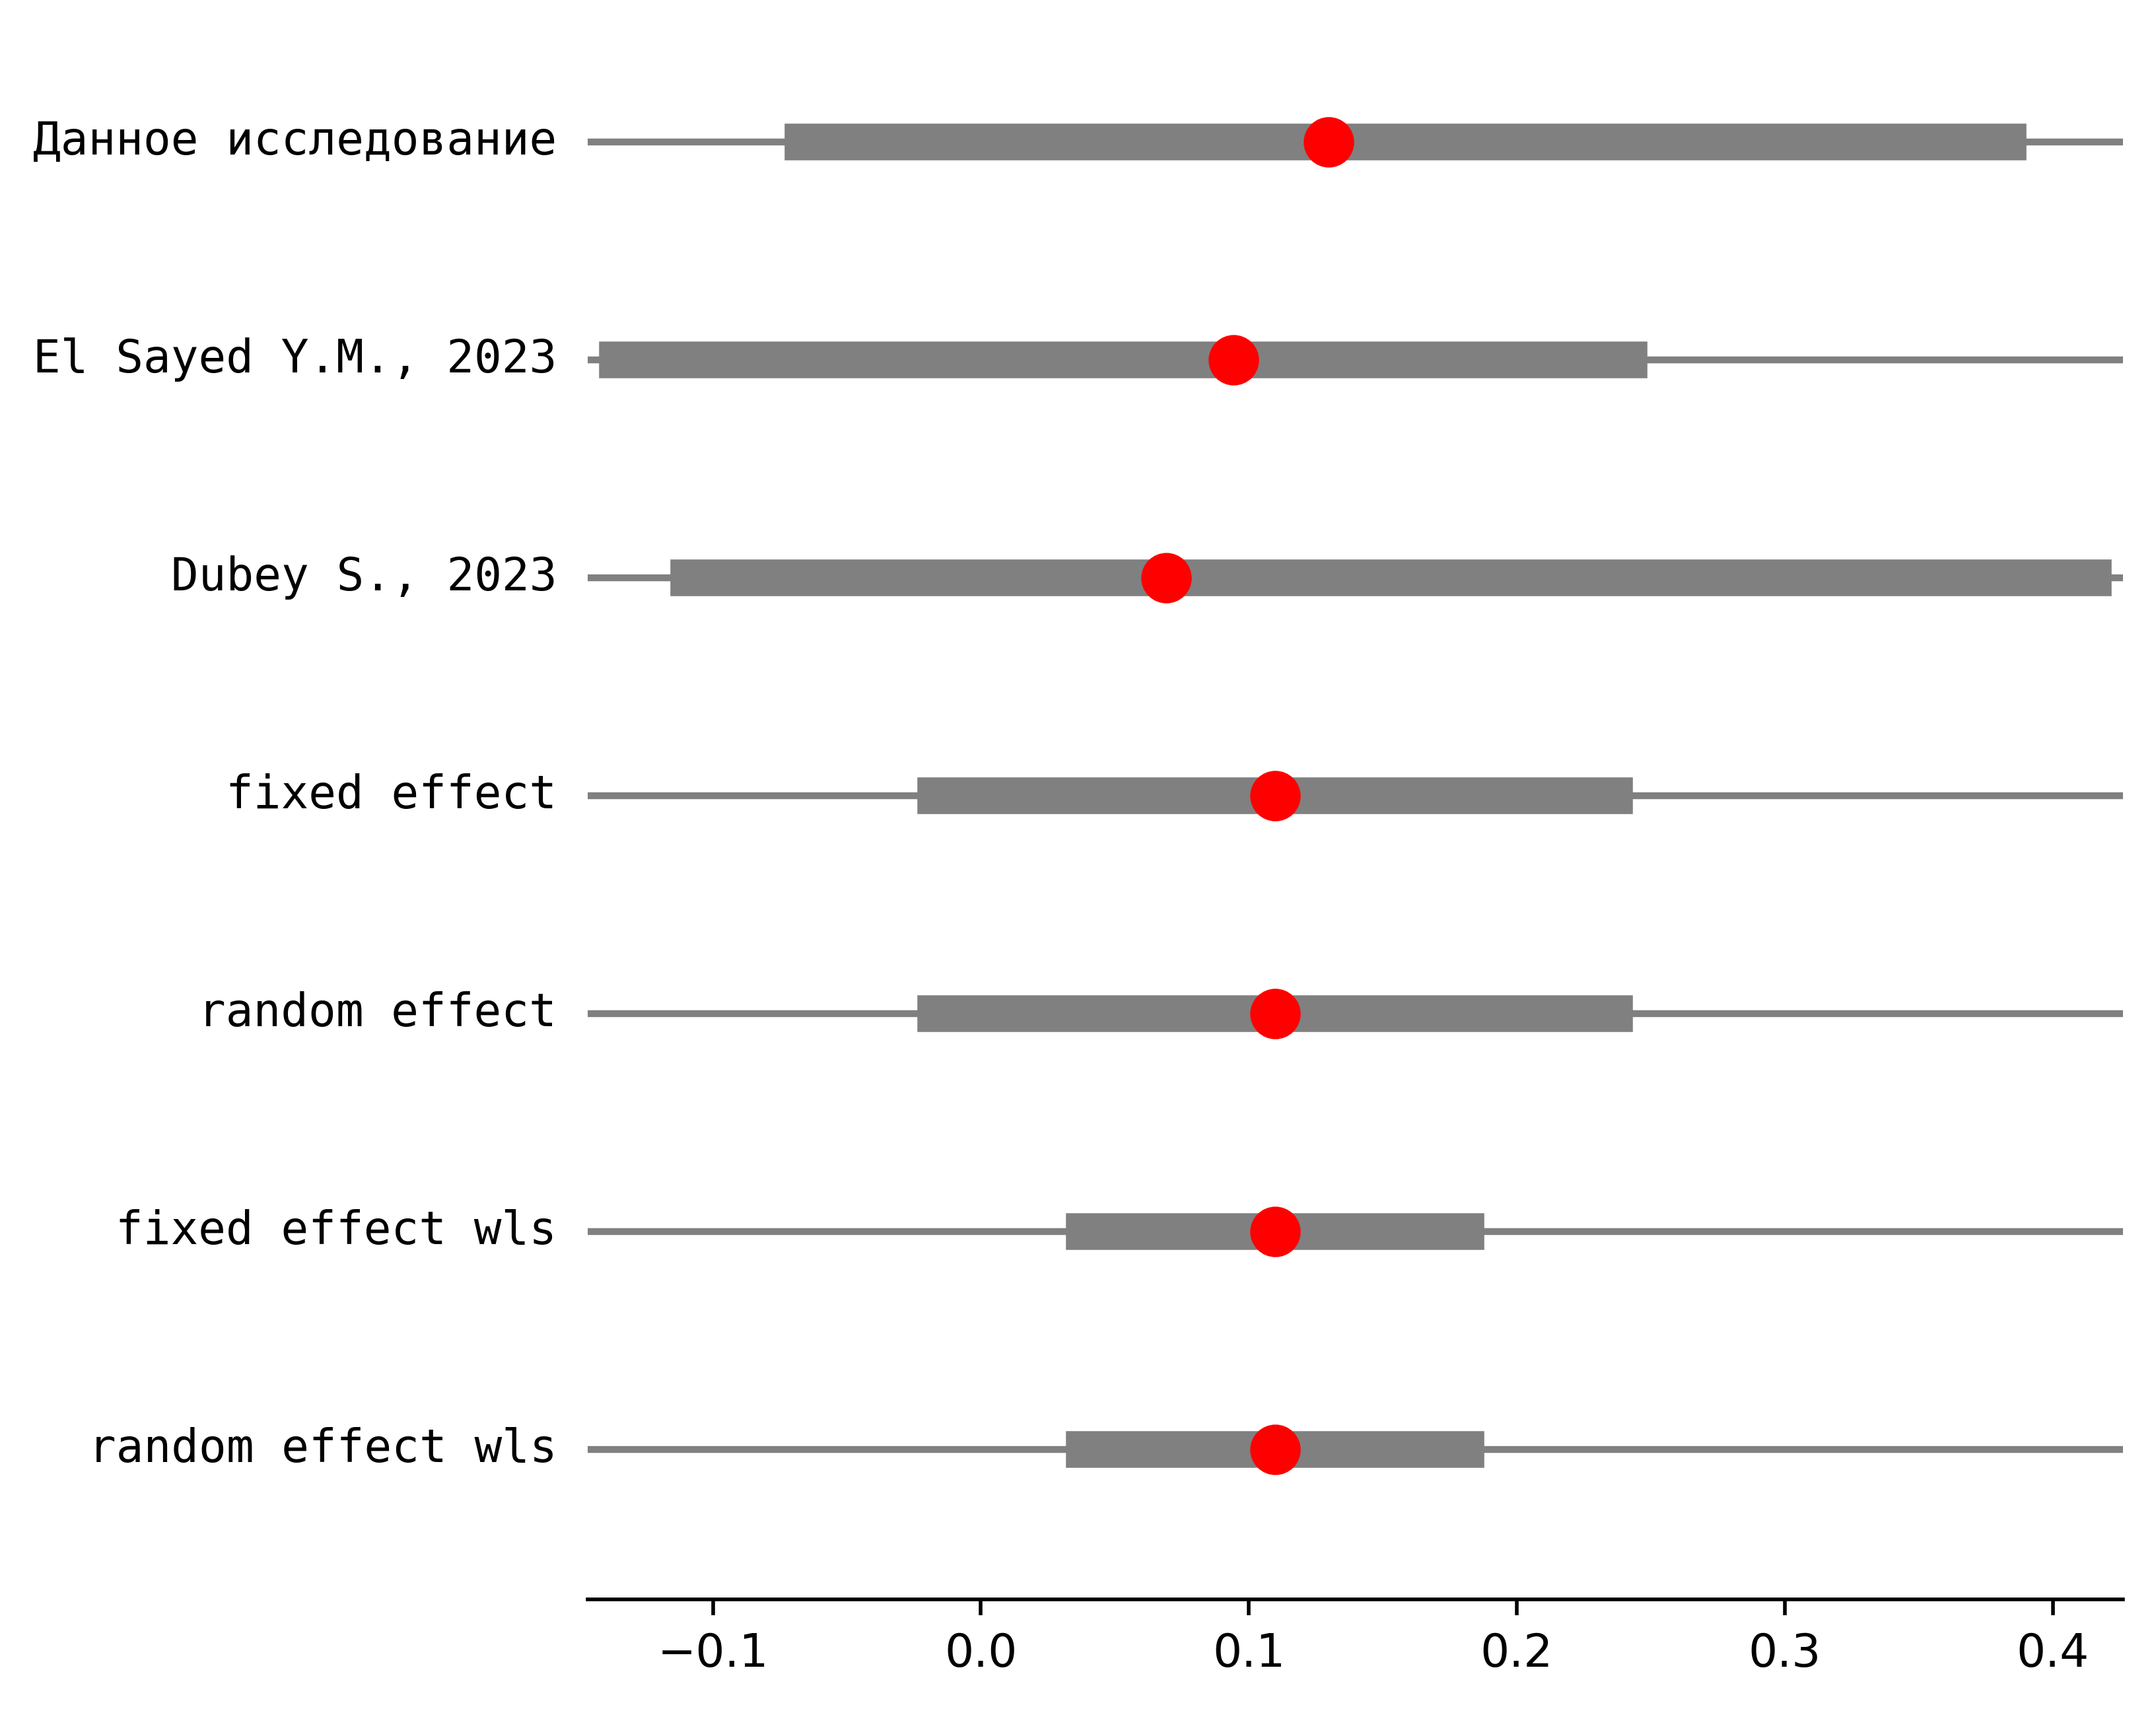 Данное исследование
El Sayed Y.M., 2023
Dubey S., 2023
fixed effect
random effect
fixed effect wls
random effect wls
−0.1 0.0 0.1 0.2 0.3 0.4